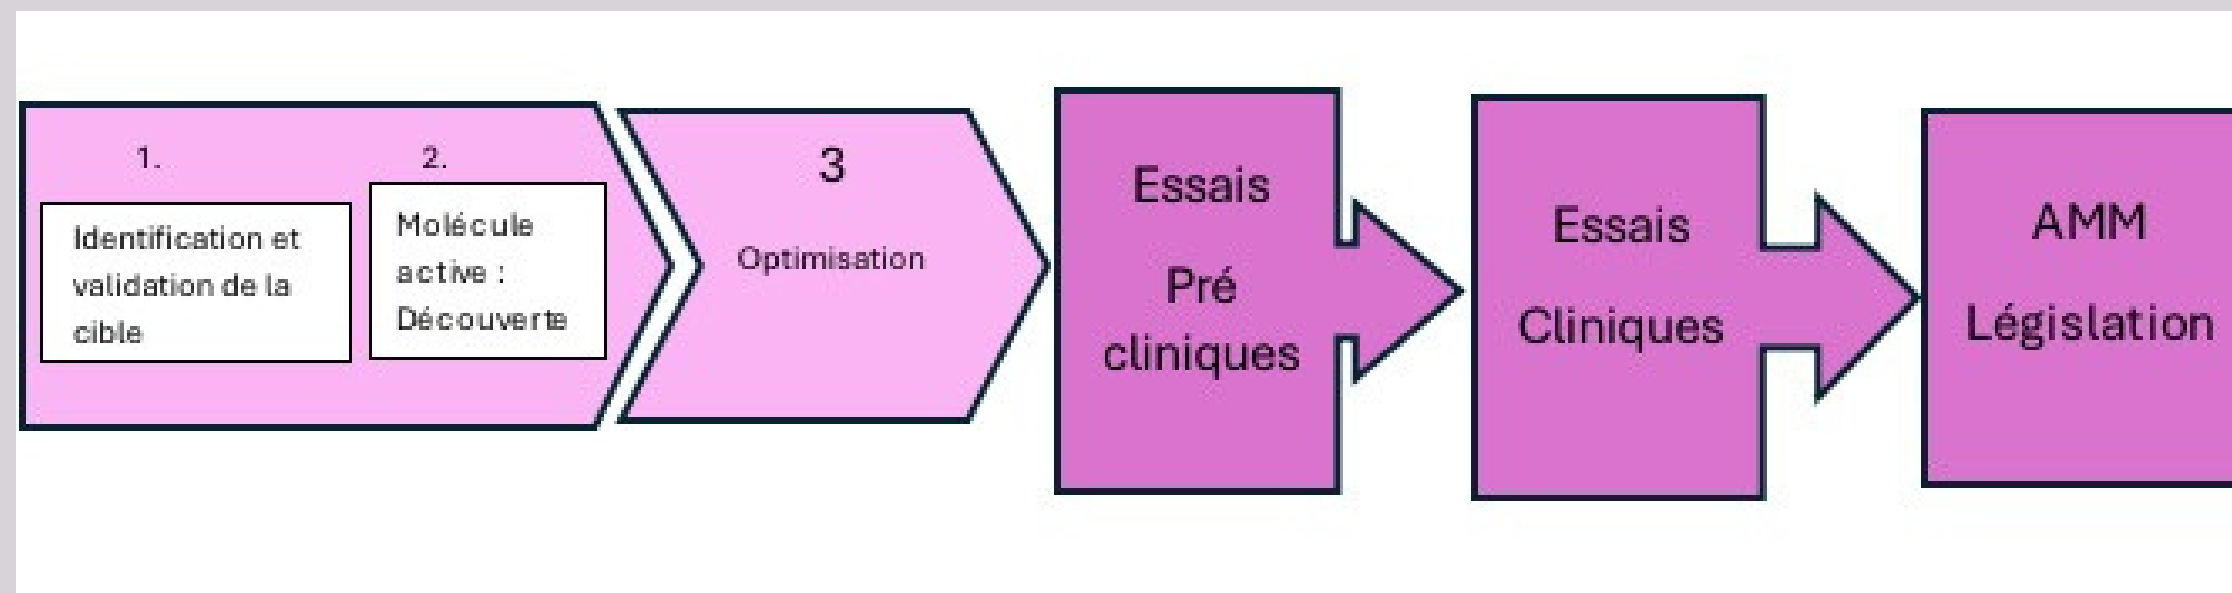 1.
Identification et
validation de la
cible
2.
Molécule
active :
Découverte
3
Optimisation
Essais
Pré
cliniques
Essais
Cliniques
AMM
Législation